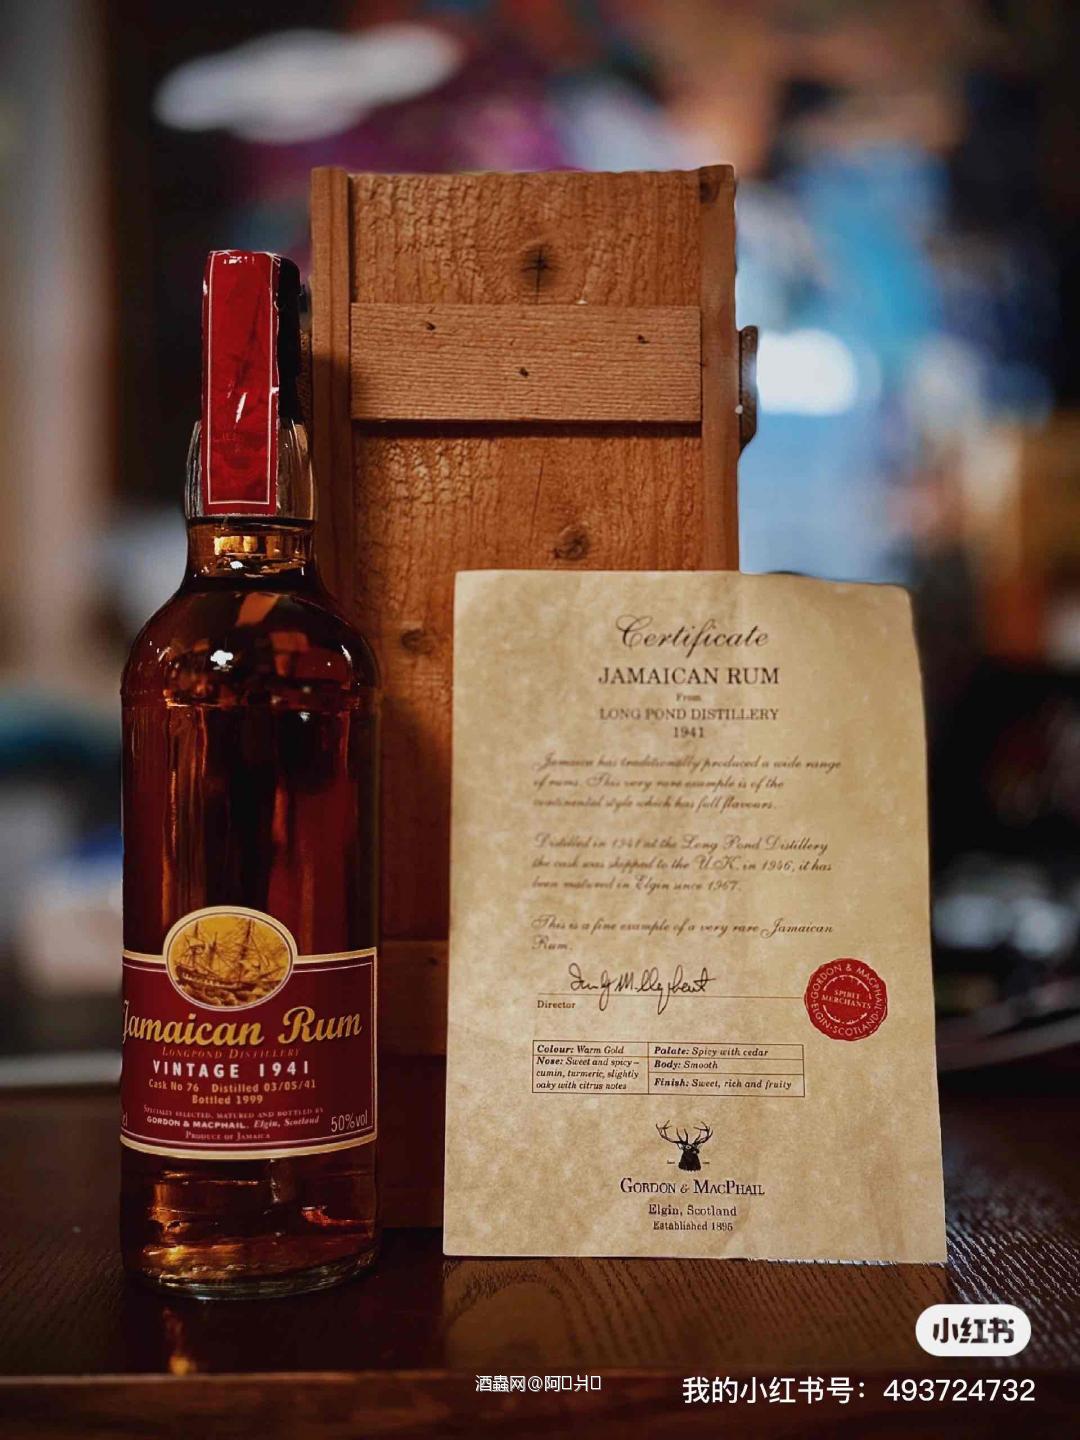 Jamaican Rum
LONGPOND DISTILLERY
VINTAGE 1941
Cask No 76 Distilled 03/05/41
Bottled 1999
SPECIALLY SELECTED, MATURED AND BOTTLED BY
GORDON & MACPHAIL, Elgin, Scotland
PRODUCE OF JAMAICA
50%vol
Certificate
JAMAICAN RUM
From
LONG POND DISTILLERY
1941
Jamaica has traditionally produced a wide range
of rums. This very rare example is of the
continental style which has full flavours.
Distilled in 1941 at the Long Pond Distillery
the cask was shipped to the U.K. in 1946, it has
been matured in Elgin since 1967.
This is a fine example of a very rare Jamaican
Rum.
Director
GORDON & MACPHAIL
SPIRIT
MERCHANTS
ELGIN·SCOTLAND
Colour: Warm Gold
Nose: Sweet and spicy –
cumin, turmeric, slightly
oaky with citrus notes
Palate: Spicy with cedar
Body: Smooth
Finish: Sweet, rich and fruity
GORDON & MACPHAIL
Elgin, Scotland
Established 1895
小红书
酒蟲网@阿
我的小红书号：493724732